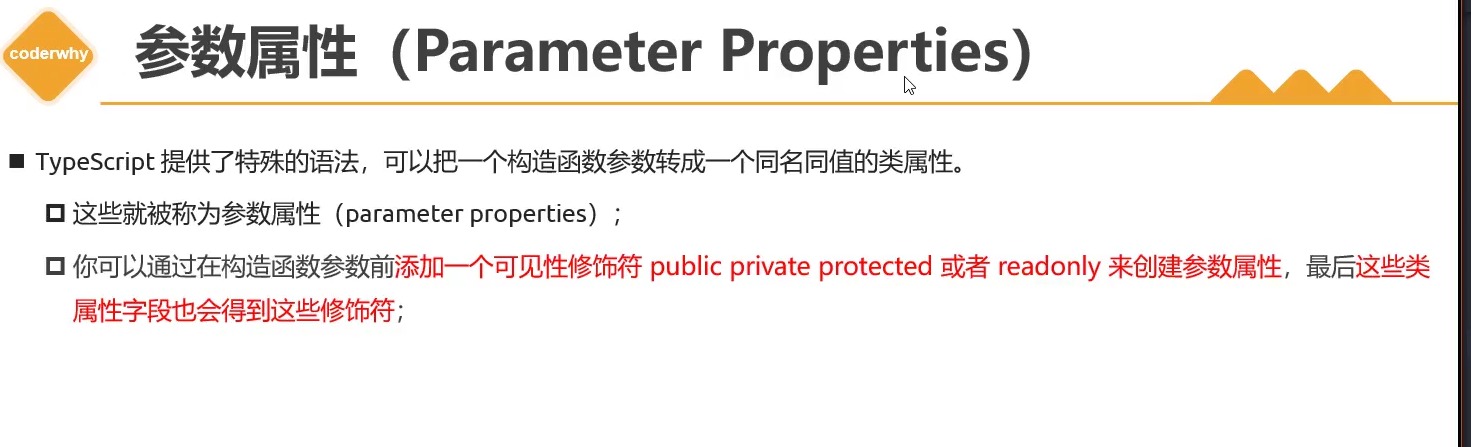 coderwhy
参数属性（Parameter Properties）
TypeScript 提供了特殊的语法，可以把一个构造函数参数转成一个同名同值的类属性。
这些就被称为参数属性（parameter properties）；
你可以通过在构造函数参数前添加一个可见性修饰符 public private protected 或者 readonly 来创建参数属性，最后这些类
属性字段也会得到这些修饰符；